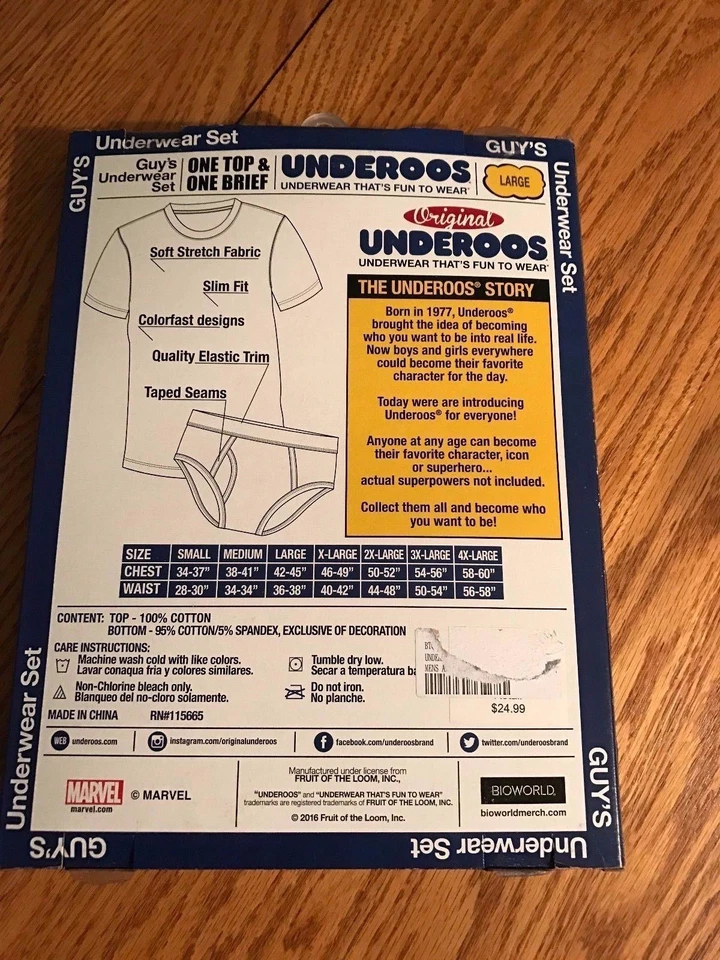 Underwear Set
GUY'S
GUY'S
Underwear Set
Guy's
Underwear
Set
ONE TOP &
ONE BRIEF
UNDEROOS
UNDERWEAR THAT'S FUN TO WEAR®
LARGE
Original
UNDEROOS
UNDERWEAR THAT'S FUN TO WEAR®
Soft Stretch Fabric
Slim Fit
Colorfast designs
Quality Elastic Trim
Taped Seams
THE UNDEROOS® STORY
Born in 1977, Underoos®
brought the idea of becoming
who you want to be into real life.
Now boys and girls everywhere
could become their favorite
character for the day.
Today were are introducing
Underoos® for everyone!
Anyone at any age can become
their favorite character, icon
or superhero...
actual superpowers not included.
Collect them all and become who
you want to be!
SIZE SMALL MEDIUM LARGE X-LARGE 2X-LARGE 3X-LARGE 4X-LARGE
CHEST 34-37" 38-41" 42-45" 46-49" 50-52" 54-56" 58-60"
WAIST 28-30" 34-34" 36-38" 40-42" 44-48" 50-54" 56-58"
CONTENT: TOP - 100% COTTON
BOTTOM - 95% COTTON/5% SPANDEX, EXCLUSIVE OF DECORATION
CARE INSTRUCTIONS:
Machine wash cold with like colors.
Lavar conaqua fria y colores similares.
Non-Chlorine bleach only.
Blanqueo del no-cloro solamente.
Tumble dry low.
Secar a temperatura ba
Do not iron.
No planche.
MADE IN CHINA RN#115665
MENS
$24.99
WEB underoos.com
instagram.com/originalunderoos
facebook.com/underoosbrand
twitter.com/underoosbrand
MARVEL © MARVEL
marvel.com
Manufactured under license from
FRUIT OF THE LOOM, INC.,
"UNDEROOS" and "UNDERWEAR THAT'S FUN TO WEAR"
trademarks are registered trademarks of FRUIT OF THE LOOM, INC.
© 2016 Fruit of the Loom, Inc.
BIOWORLD
bioworldmerch.com
Underwear Set
GUY'S
GUY'S
Underwear Set